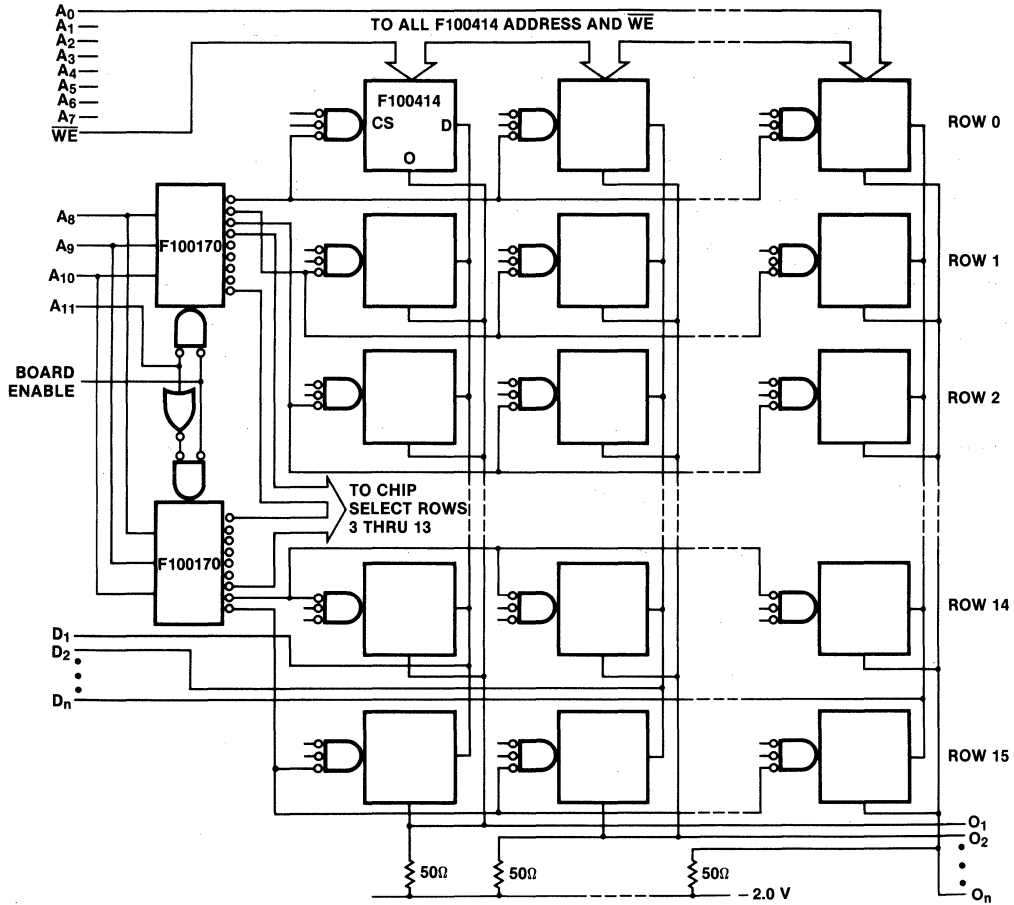 A0
A1
A2
A3
A4
A5
A6
A7
WE
TO ALL F100414 ADDRESS AND WE
F100414
CS
D
O
ROW 0
A8
A9
A10
A11
F100170
ROW 1
BOARD
ENABLE
ROW 2
TO CHIP
SELECT ROWS
3 THRU 13
F100170
ROW 14
D1
D2
Dn
ROW 15
O1
O2
On
50Ω
50Ω
50Ω
– 2.0 V